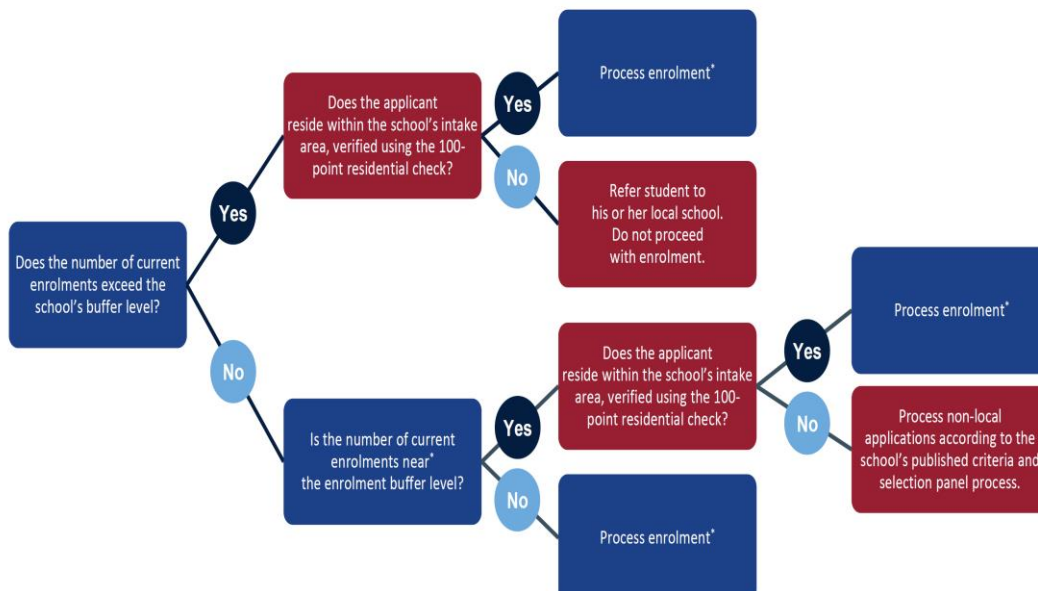 Does the number of current
enrolments exceed the
school's buffer level?
Yes
Does the applicant
reside within the school's intake
area, verified using the 100-
point residential check?
Yes
Process enrolment*
No
Refer student to
his or her local school.
Do not proceed
with enrolment.
No
Is the number of current
enrolments near*
the enrolment buffer level?
Yes
Does the applicant
reside within the school's intake
area, verified using the 100-
point residential check?
Yes
Process enrolment*
No
Process non-local
applications according to the
school's published criteria and
selection panel process.
No
Process enrolment*